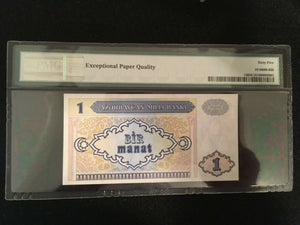 Exceptional Paper Quality
Sixty Five
1
AZƏRBAYCAN MİLLİ BANKI
BİR
manat
1